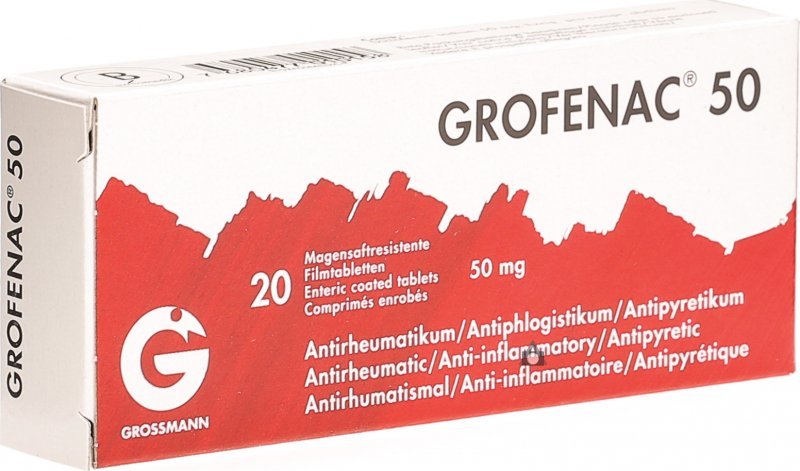 B
GROFENAC® 50
GROFENAC® 50
20
Magensaftresistente
Filmtabletten
Enteric coated tablets
Comprimés enrobés
50 mg
Antirheumatikum/Antiphlogistikum/Antipyretikum
Antirheumatic/Anti-inflammatory/Antipyretic
Antirhumatismal/Anti-inflammatoire/Antipyrétique
G
GROSSMANN